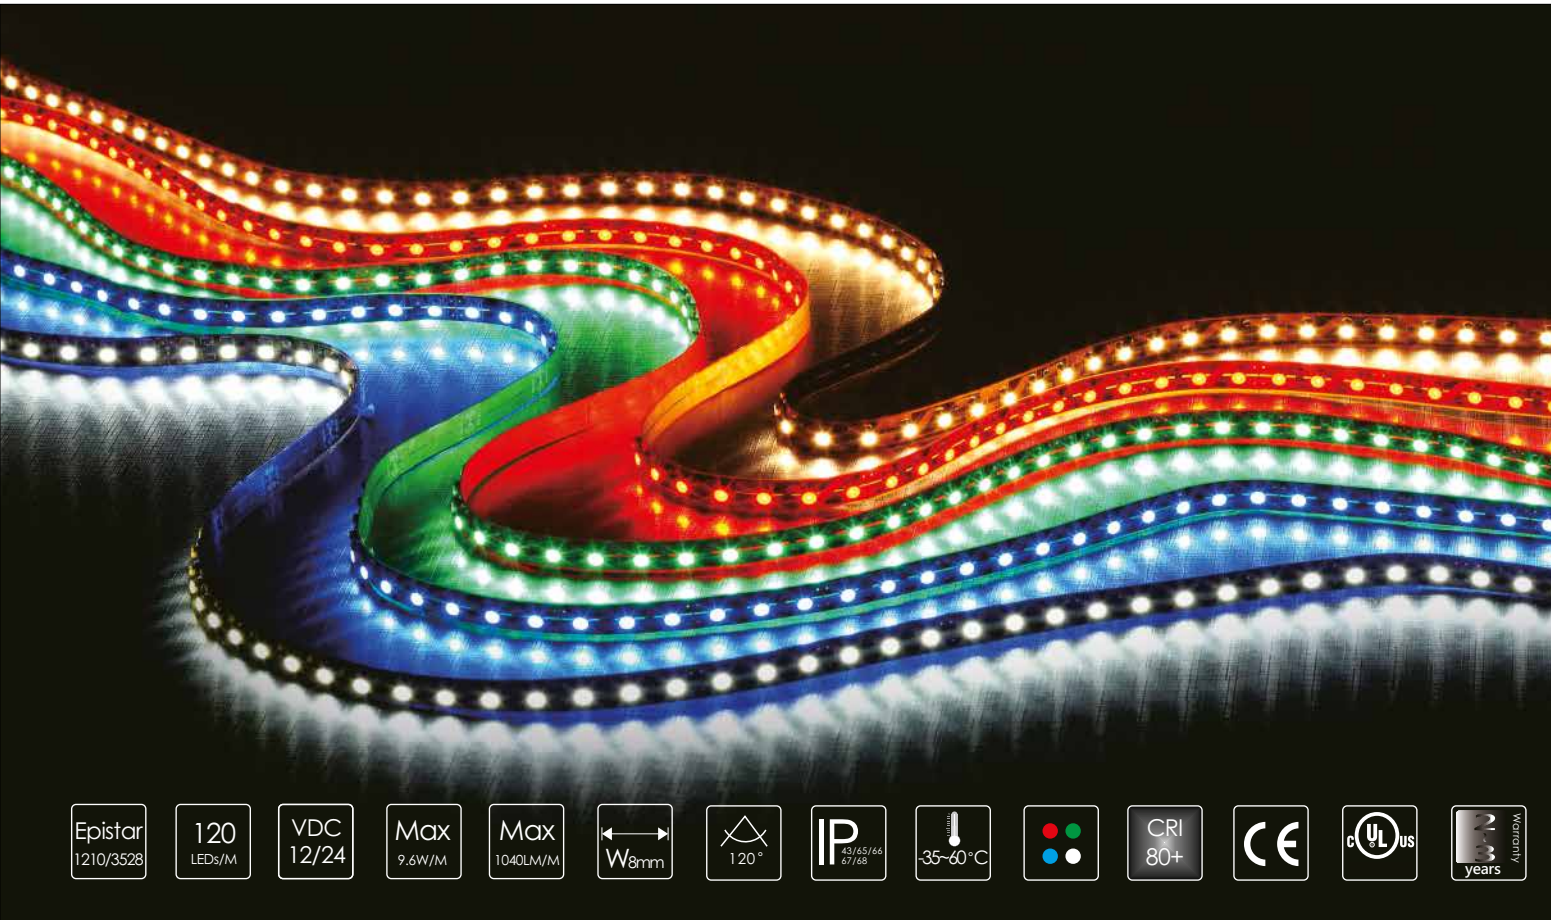 Epistar
1210/3528
120
LEDs/M
VDC
12/24
Max
9.6W/M
Max
1040LM/M
W8mm
120°
IP
43/65/66
67/68
-35~60°C
CRI
80+
CE
c UL us
2-3
years
Warranty